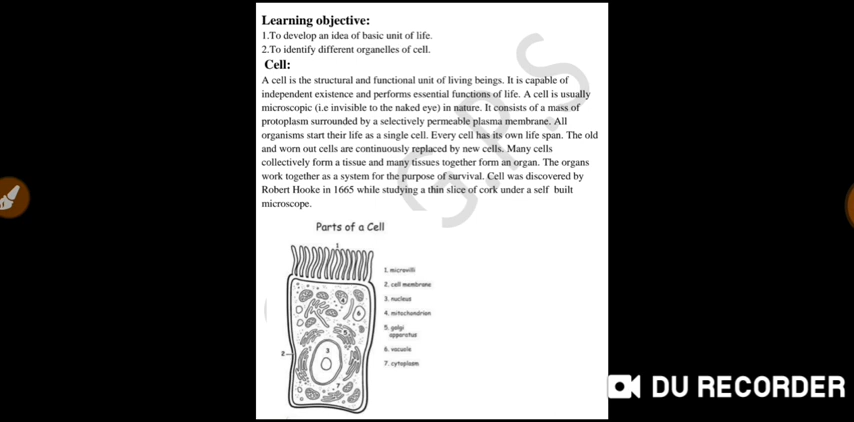 Learning objective:
1.To develop an idea of basic unit of life.
2.To identify different organelles of cell.
Cell:
A cell is the structural and functional unit of living beings. It is capable of
independent existence and performs essential functions of life. A cell is usually
microscopic (i.e invisible to the naked eye) in nature. It consists of a mass of
protoplasm surrounded by a selectively permeable plasma membrane. All
organisms start their life as a single cell. Every cell has its own life span. The old
and worn out cells are continuously replaced by new cells. Many cells
collectively form a tissue and many tissues together form an organ. The organs
work together as a system for the purpose of survival. Cell was discovered by
Robert Hooke in 1665 while studying a thin slice of cork under a self built
microscope.
G.P.S
Parts of a Cell
1
1. microvilli
2. cell membrane
3. nucleus
4. mitochondrion
5. golgi
apparatus
6. vacuole
7. cytoplasm
4
6
5
3
2
7
DU RECORDER